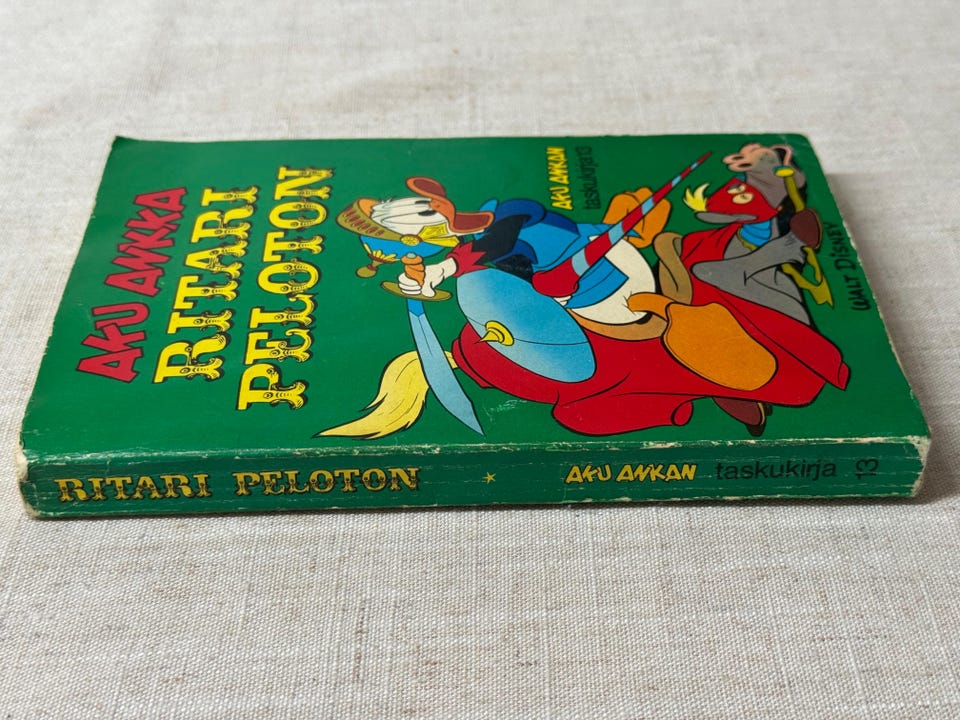 AKU ANKKA
RITARI
PELOTON
AKU ANKAN
taskukirja 13
WALT DISNEY
RITARI PELOTON * AKU ANKAN taskukirja 13